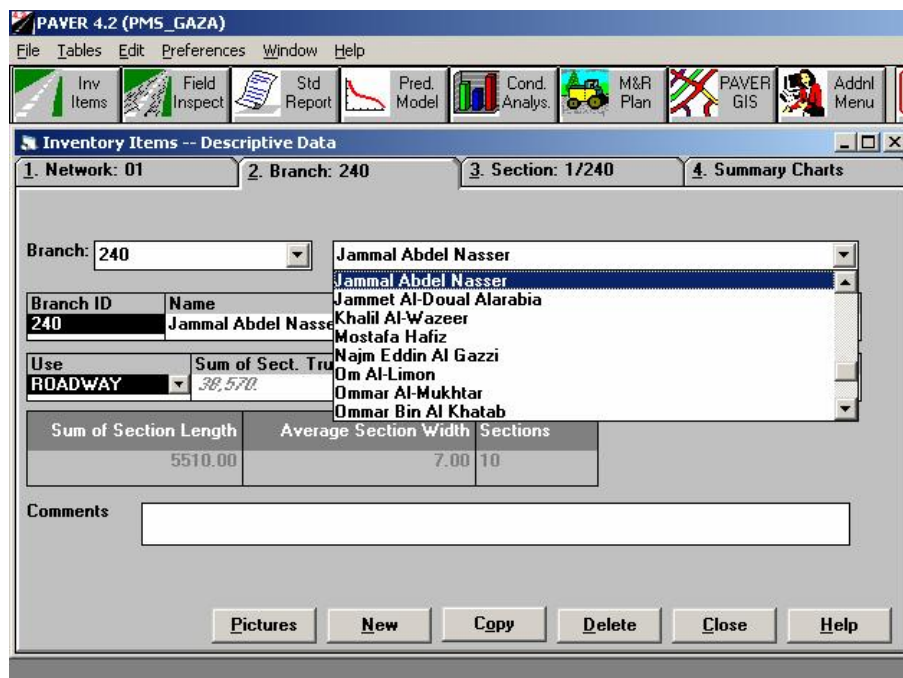 PAVER 4.2 (PMS_GAZA)
File Tables Edit Preferences Window Help
Inv Items Field Inspect Std Report Pred. Model Cond. Analys. M&R Plan PAVER GIS Addnl Menu
Inventory Items -- Descriptive Data
1. Network: 01 2. Branch: 240 3. Section: 1/240 4. Summary Charts
Branch: 240 Jammal Abdel Nasser
Jammal Abdel Nasser
Jammet Al-Doual Alarabia
Khalil Al-Wazeer
Mostafa Hafiz
Najm Eddin Al Gazzi
Om Al-Limon
Ommar Al-Mukhtar
Ommar Bin Al Khatab
Branch ID Name
240 Jammal Abdel Nasse
Use Sum of Sect. Tru
ROADWAY 38,570.
Sum of Section Length Average Section Width Sections
5510.00 7.00 10
Comments
Pictures New Copy Delete Close Help